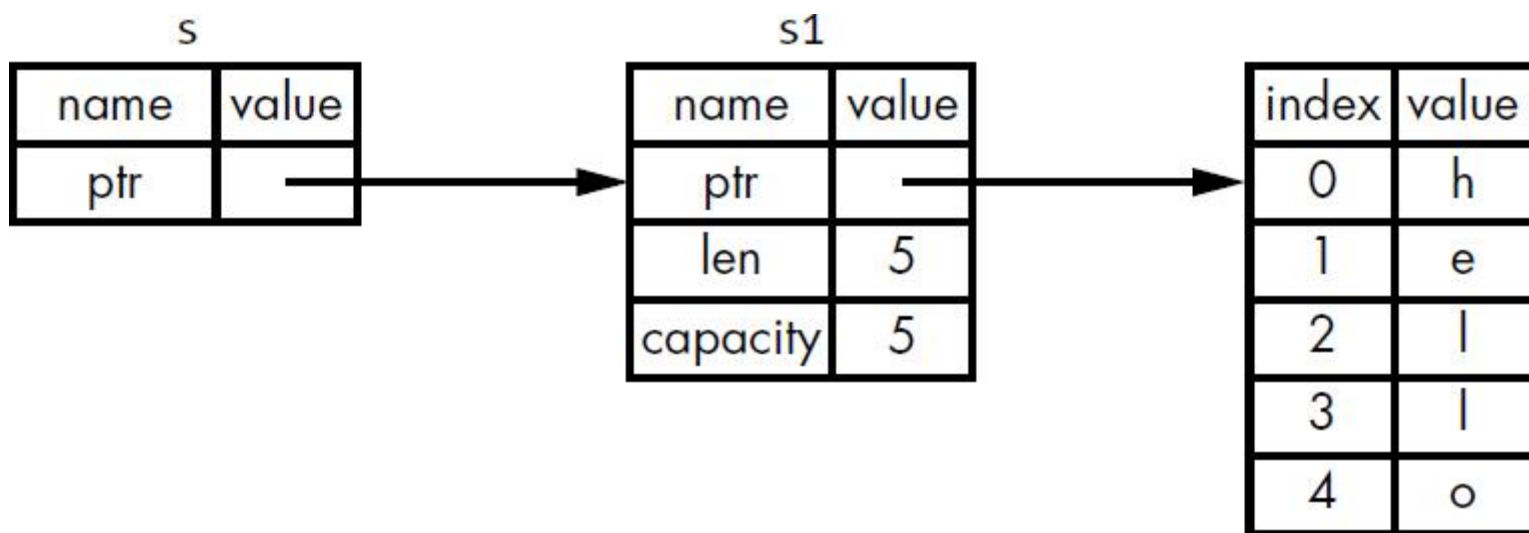 s
name value
ptr
s1
name value
ptr
len 5
capacity 5
index value
0 h
1 e
2 l
3 l
4 o